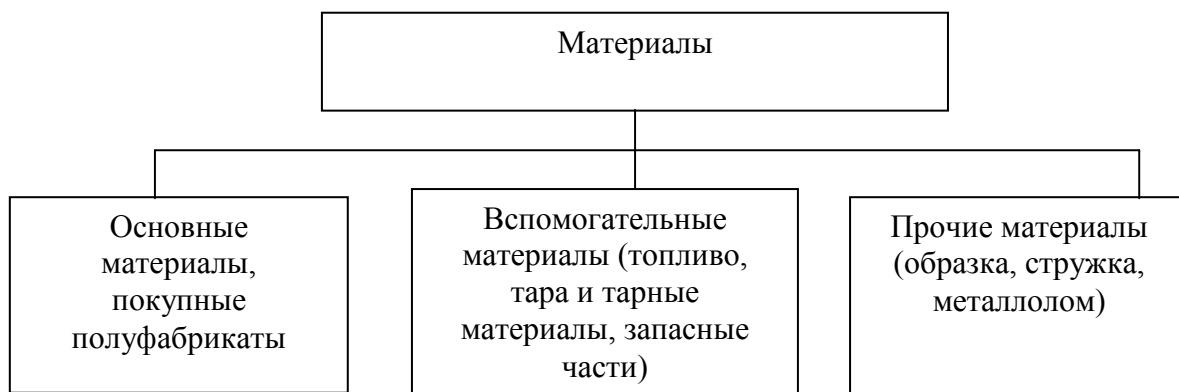 Материалы
Основные
материалы,
покупные
полуфабрикаты
Вспомогательные
материалы (топливо,
тара и тарные
материалы, запасные
части)
Прочие материалы
(образка, стружка,
металлолом)